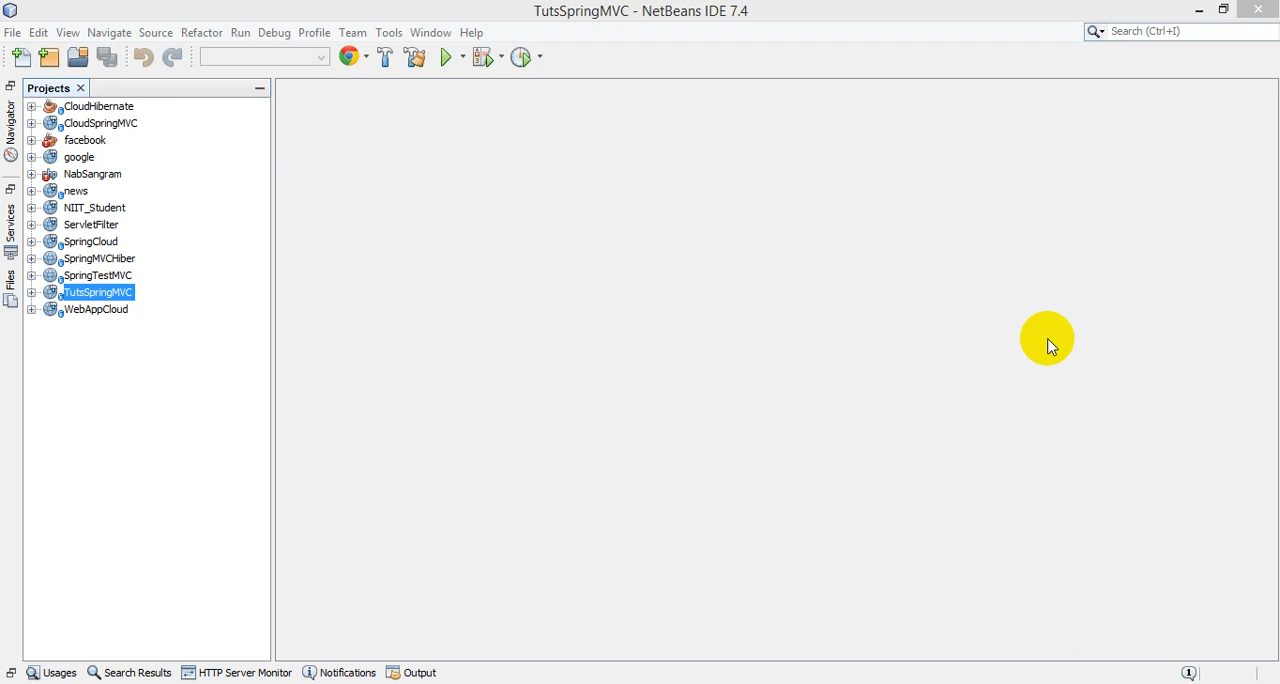 TutsSpringMVC - NetBeans IDE 7.4
File Edit View Navigate Source Refactor Run Debug Profile Team Tools Window Help
Search (Ctrl+I)
Projects
Navigator
Services
Files
CloudHibernate
CloudSpringMVC
facebook
google
NabSangram
news
NIIT_Student
ServletFilter
SpringCloud
SpringMVCHiber
SpringTestMVC
TutsSpringMVC
WebAppCloud
Usages Search Results HTTP Server Monitor Notifications Output 1